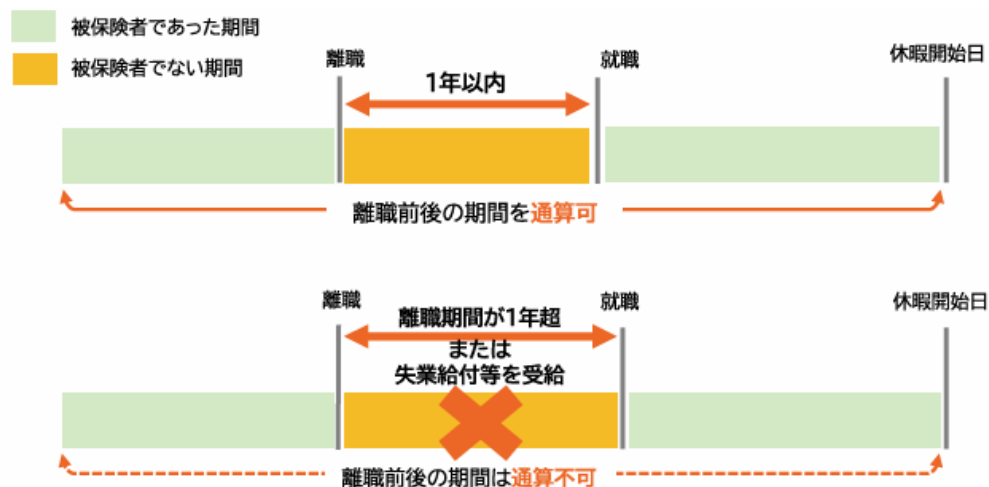 被保険者であった期間
被保険者でない期間
離職
就職
休暇開始日
1年以内
離職前後の期間を通算可
離職
就職
休暇開始日
離職期間が1年超
または
失業給付等を受給
離職前後の期間は通算不可